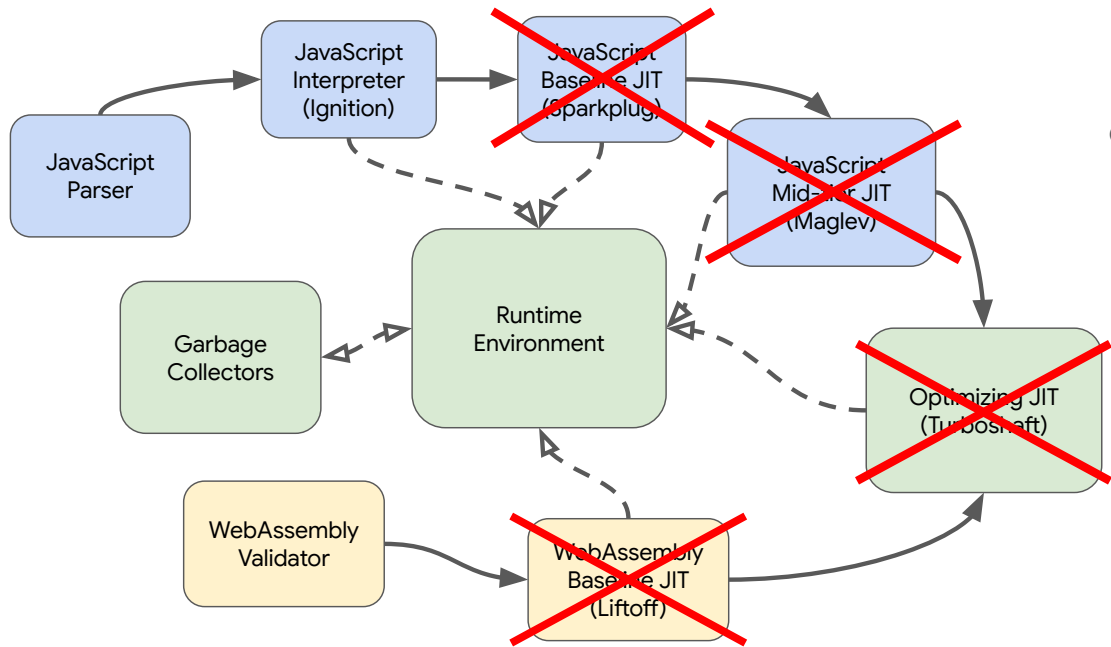 JavaScript
Interpreter
(Ignition)
JavaScript
Baseline JIT
(Sparkplug)
JavaScript
Parser
JavaScript
Mid-tier JIT
(Maglev)
Runtime
Environment
Garbage
Collectors
Optimizing JIT
(Turboshaft)
WebAssembly
Validator
WebAssembly
Baseline JIT
(Liftoff)